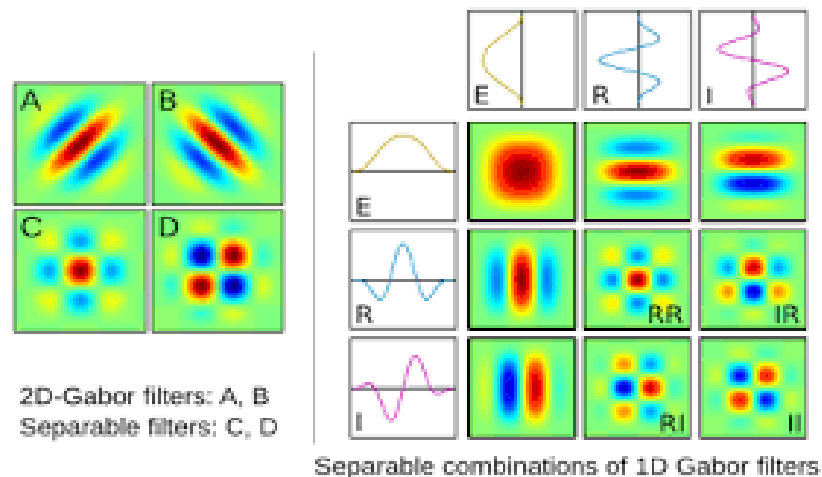 A B
C D
2D-Gabor filters: A, B
Separable filters: C, D
E R I
E
R RR IR
I RI II
Separable combinations of 1D Gabor filters